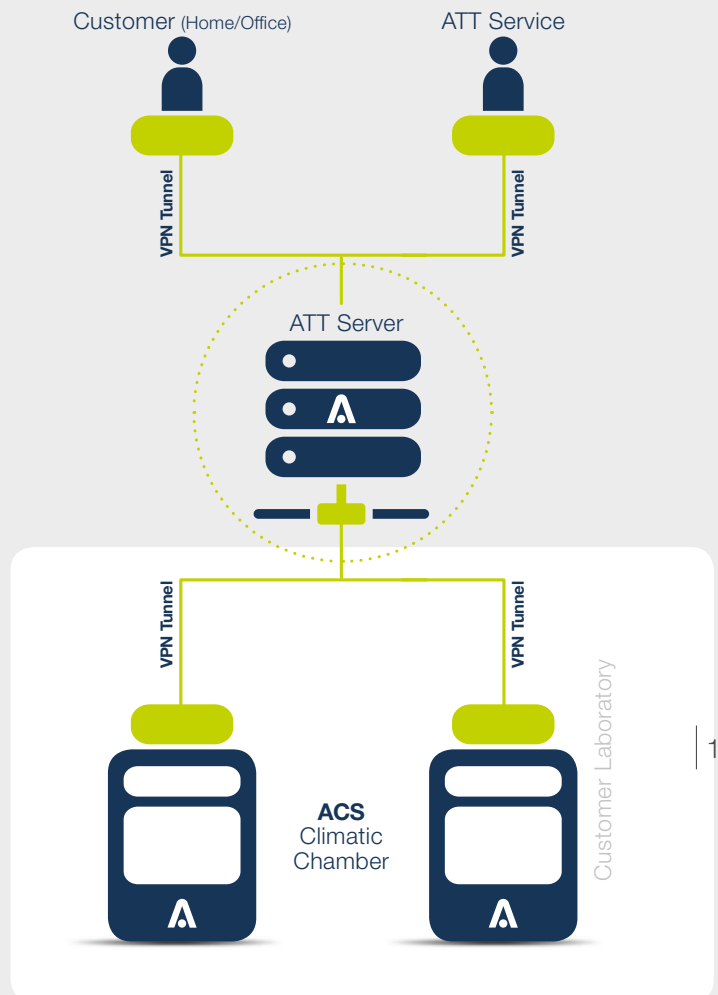 Customer (Home/Office)
ATT Service
VPN Tunnel
VPN Tunnel
ATT Server
VPN Tunnel
VPN Tunnel
Customer Laboratory
1
ACS
Climatic
Chamber